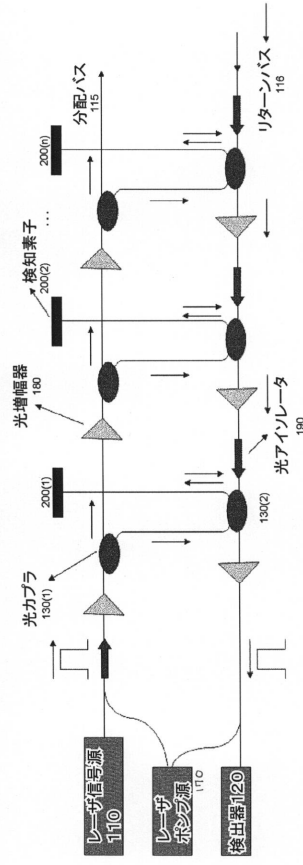 レーザ信号源
110
レーザ
ポンプ源
170
検出器120
光カプラ
130(1)
200(1)
光増幅器
180
検知素子
200(2)
...
200(n)
分配バス
115
130(2)
光アイソレータ
190
リターンバス
116